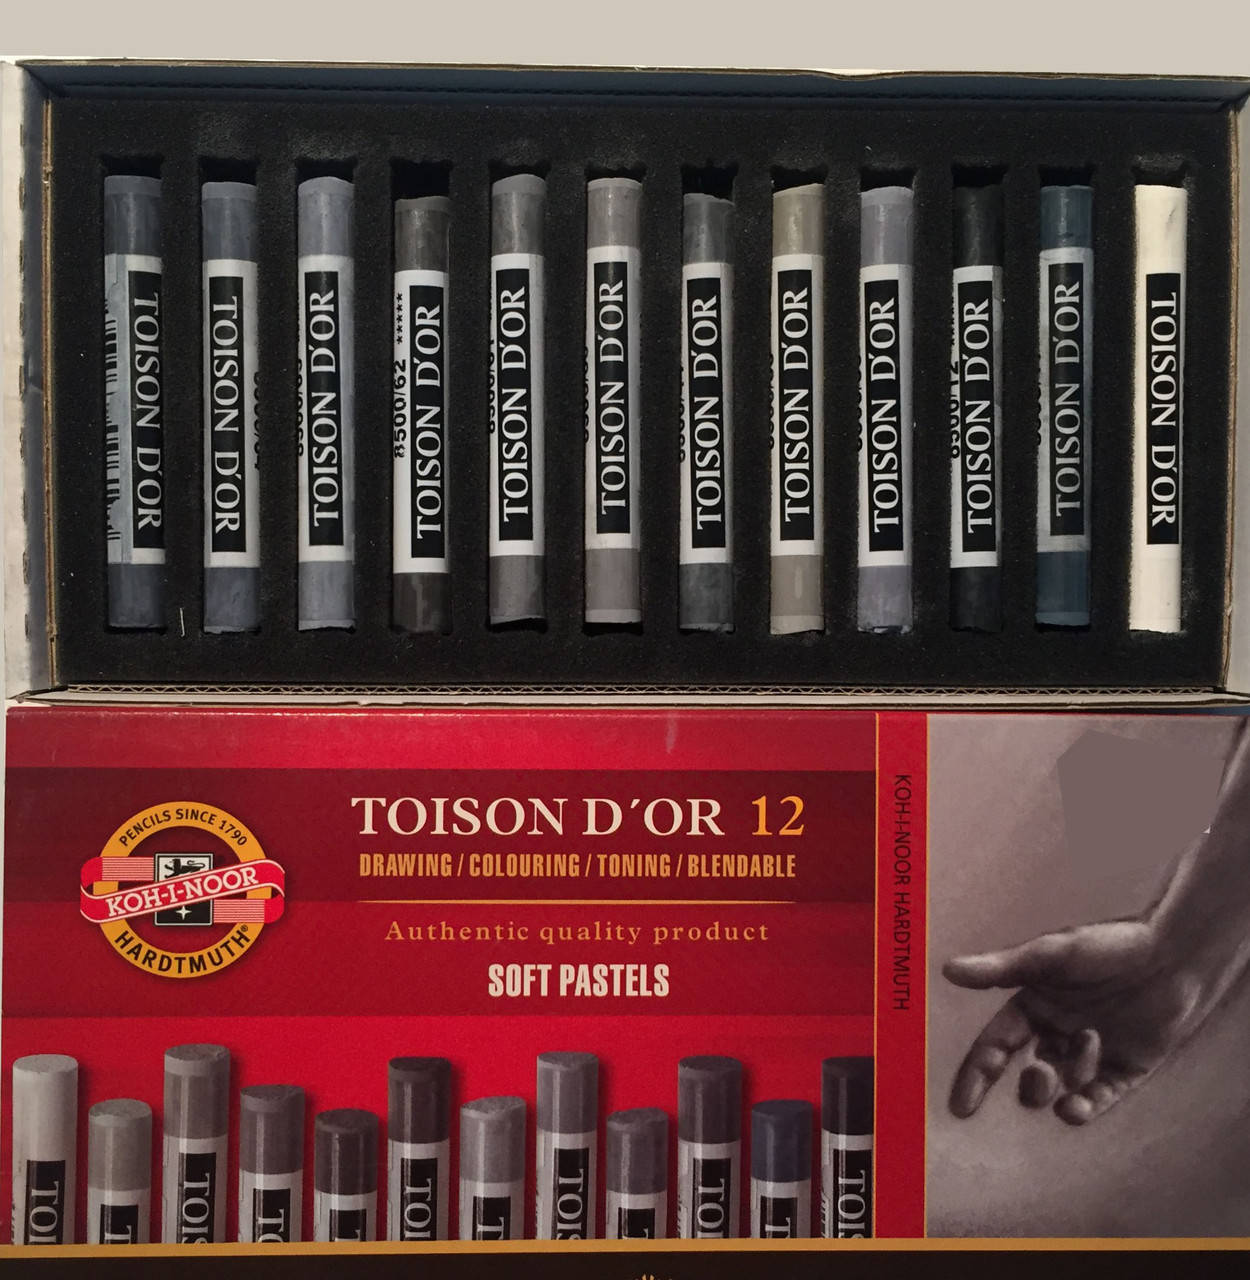 TOISON D'OR
TOISON D'OR
TOISON D'OR
8500/62 *****
TOISON D'OR
TOISON D'OR
TOISON D'OR
TOISON D'OR
TOISON D'OR
TOISON D'OR
8500/12
TOISON D'OR
TOISON D'OR
TOISON D'OR
PENCILS SINCE 1790
KOH-I-NOOR
HARDTMUTH®
TOISON D´OR 12
DRAWING / COLOURING / TONING / BLENDABLE
Authentic quality product
SOFT PASTELS
KOH-I-NOOR HARDTMUTH